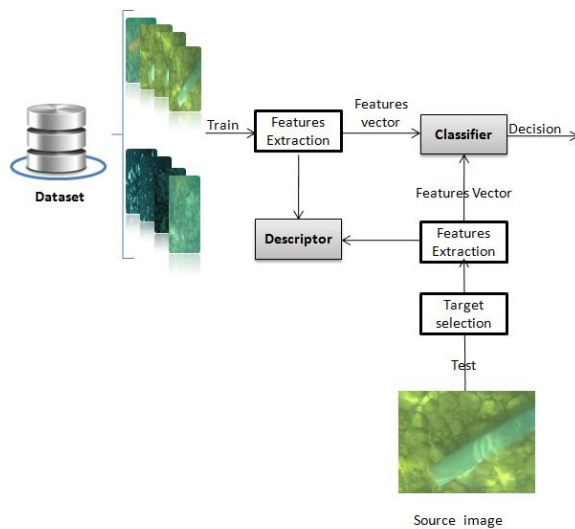 Dataset
Train
Features
Extraction
Features
vector
Classifier
Decision
Features Vector
Descriptor
Features
Extraction
Target
selection
Test
Source image